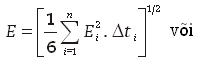 E = [1/6 ∑_{i=1}^{n} E_i^2 . Δt_i]^{1/2} với